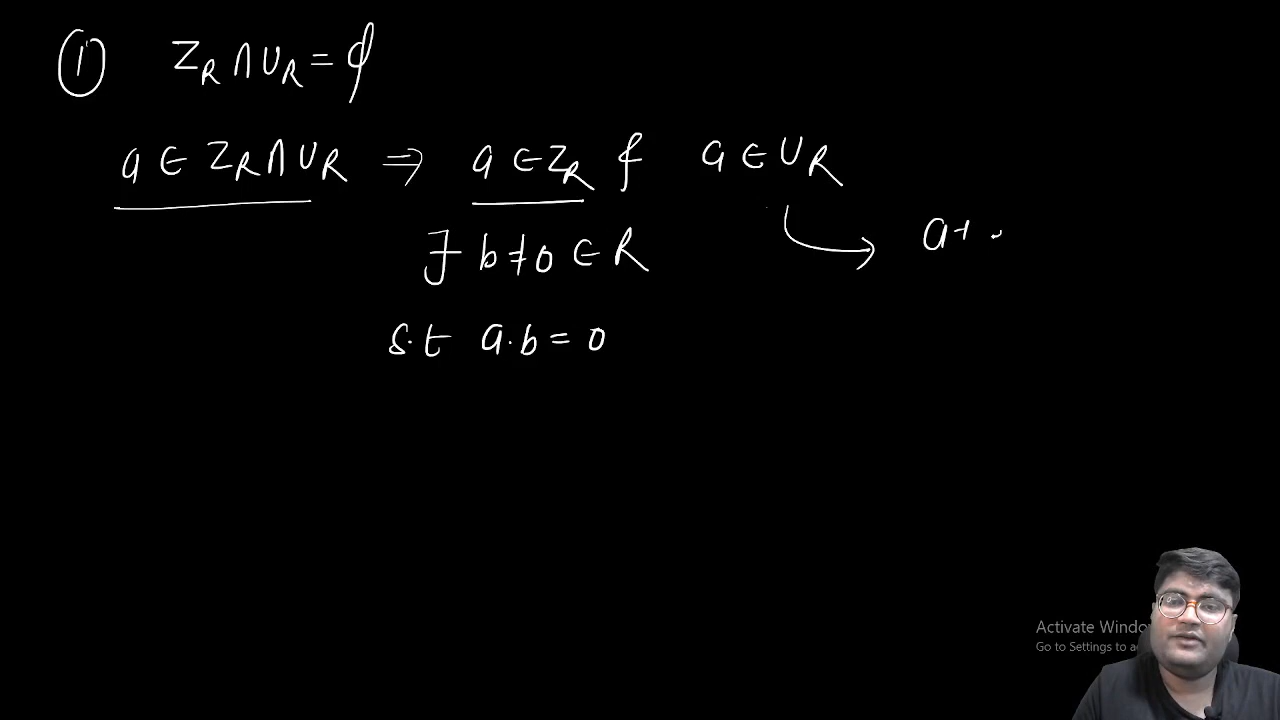 ① Z_R ∩ U_R = φ
a ∈ Z_R ∩ U_R ⇒ a ∈ Z_R & a ∈ U_R
∃ b ≠ 0 ∈ R
s.t a.b = 0
Activate Windo
Go to Settings to a